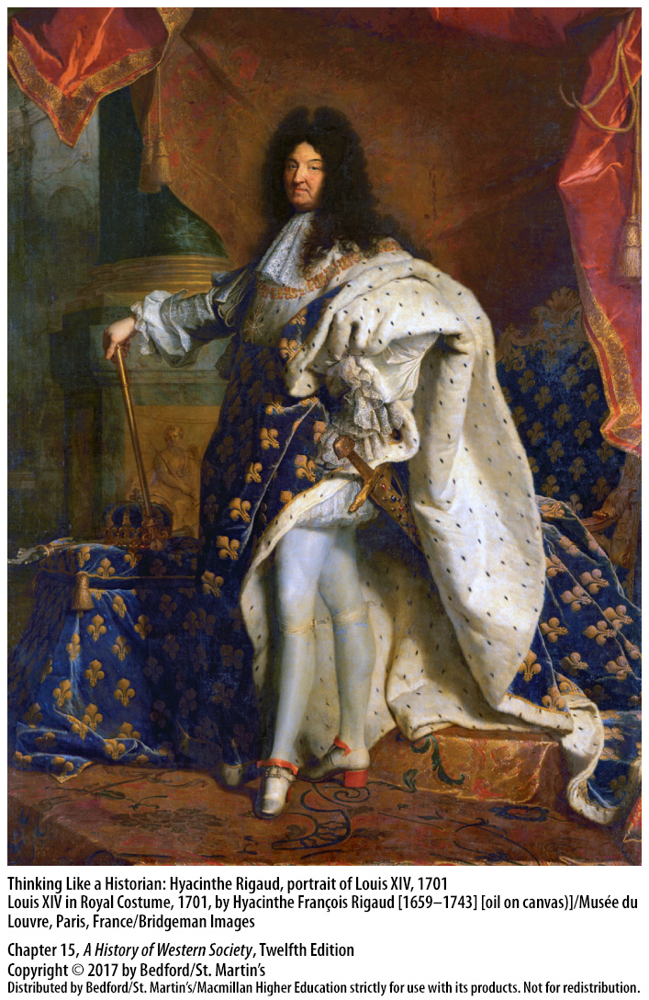 Thinking Like a Historian: Hyacinthe Rigaud, portrait of Louis XIV, 1701
Louis XIV in Royal Costume, 1701, by Hyacinthe François Rigaud [1659–1743] [oil on canvas)]/Musée du
Louvre, Paris, France/Bridgeman Images
Chapter 15, A History of Western Society, Twelfth Edition
Copyright © 2017 by Bedford/St. Martin’s
Distributed by Bedford/St. Martin’s/Macmillan Higher Education strictly for use with its products. Not for redistribution.